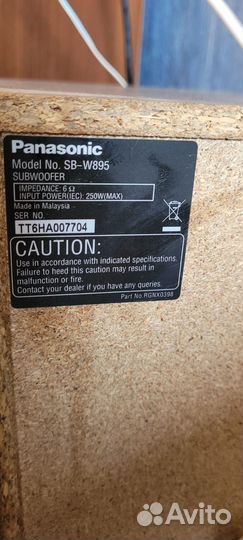 Panasonic
Model No. SB-W895
SUBWOOFER
IMPEDANCE: 6 Ω
INPUT POWER(IEC): 250W(MAX)
Made in Malaysia
SER NO.
TT6HA007704
CAUTION:
Use in accordance with indicated specifications.
Failure to heed this caution may result in
malfunction or fire.
Contact your dealer if you have any queries.
Part No RGNX0398
Avito